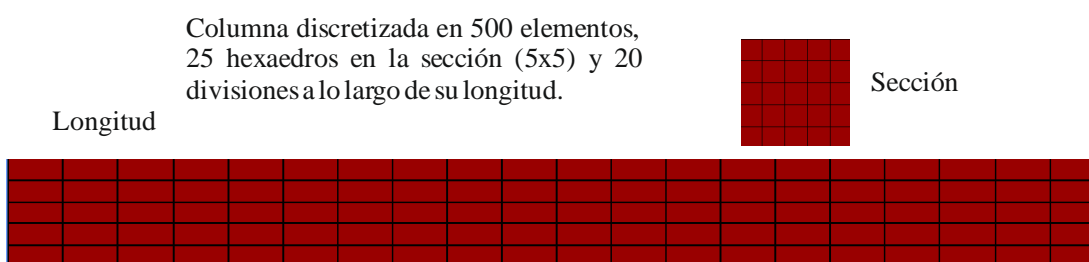 Columna discretizada en 500 elementos,
25 hexaedros en la sección (5x5) y 20
divisiones a lo largo de su longitud.
Sección
Longitud